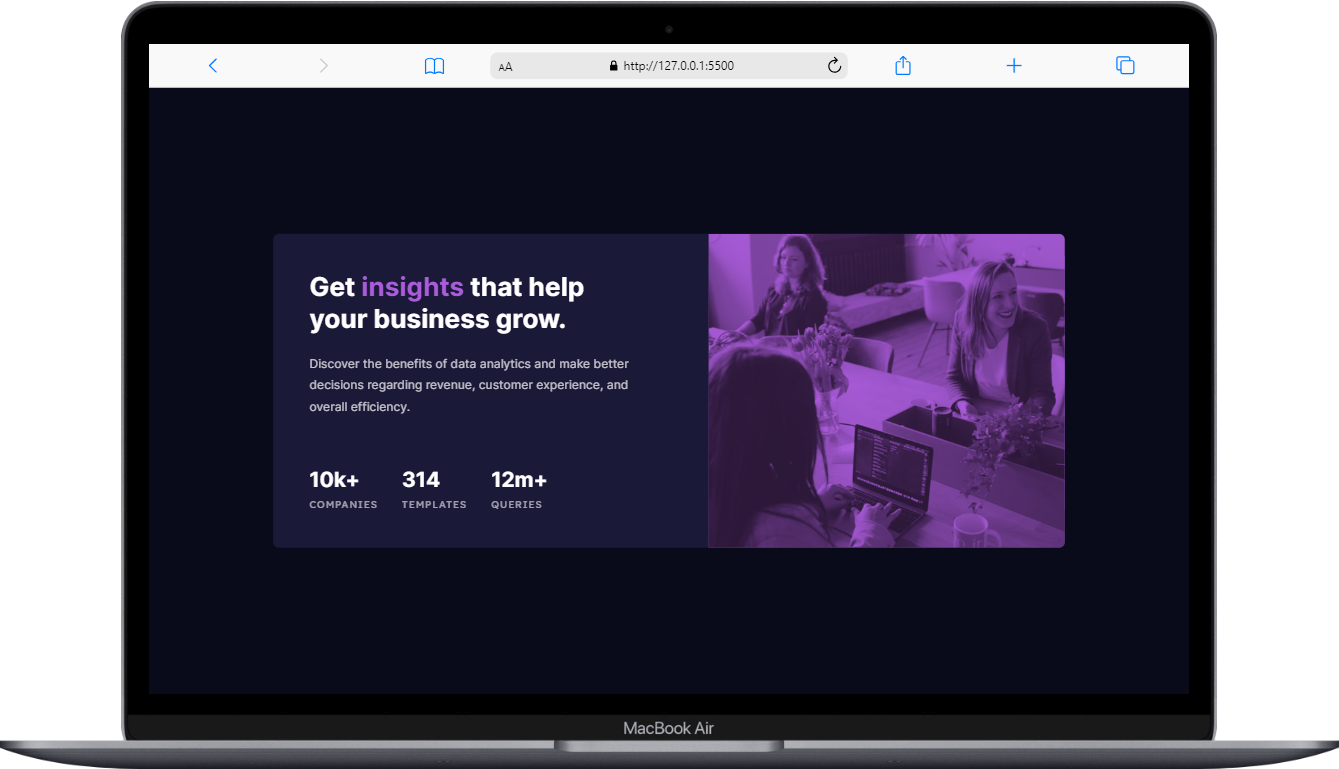 AA http://127.0.0.1:5500
Get insights that help
your business grow.
Discover the benefits of data analytics and make better
decisions regarding revenue, customer experience, and
overall efficiency.
10k+ 314 12m+
COMPANIES TEMPLATES QUERIES
MacBook Air